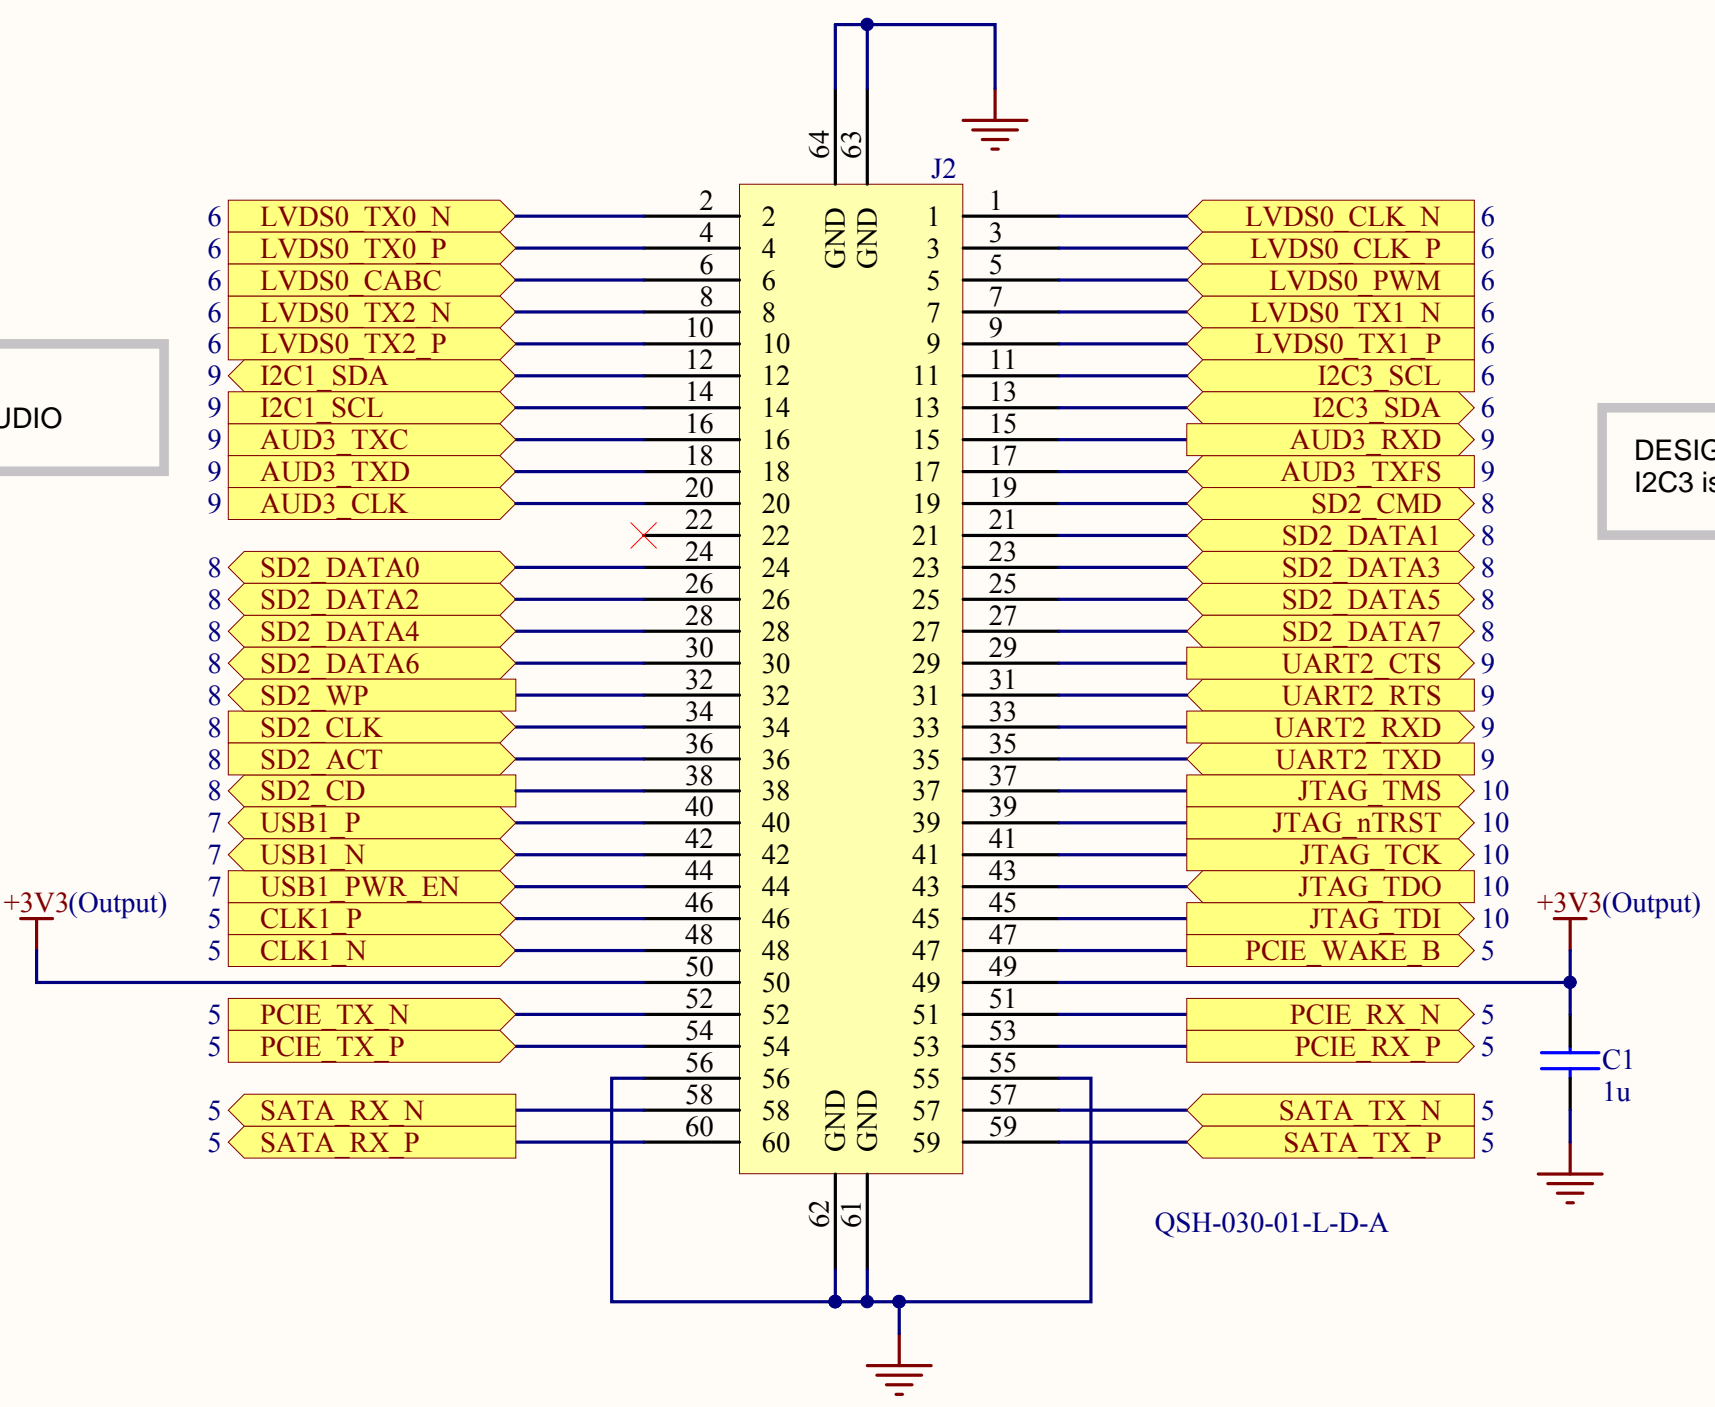 64 63
J2
GND GND
6 LVDS0_TX0_N 2 2 1 1 LVDS0_CLK_N 6
6 LVDS0_TX0_P 4 4 3 3 LVDS0_CLK_P 6
6 LVDS0_CABC 6 6 5 5 LVDS0_PWM 6
6 LVDS0_TX2_N 8 8 7 7 LVDS0_TX1_N 6
6 LVDS0_TX2_P 10 10 9 9 LVDS0_TX1_P 6
9 I2C1_SDA 12 12 11 11 I2C3_SCL 6
9 I2C1_SCL 14 14 13 13 I2C3_SDA 6
9 AUD3_TXC 16 16 15 15 AUD3_RXD 9
9 AUD3_TXD 18 18 17 17 AUD3_TXFS 9
9 AUD3_CLK 20 20 19 19 SD2_CMD 8
22 22 21 21 SD2_DATA1 8
8 SD2_DATA0 24 24 23 23 SD2_DATA3 8
8 SD2_DATA2 26 26 25 25 SD2_DATA5 8
8 SD2_DATA4 28 28 27 27 SD2_DATA7 8
8 SD2_DATA6 30 30 29 29 UART2_CTS 9
8 SD2_WP 32 32 31 31 UART2_RTS 9
8 SD2_CLK 34 34 33 33 UART2_RXD 9
8 SD2_ACT 36 36 35 35 UART2_TXD 9
8 SD2_CD 38 38 37 37 JTAG_TMS 10
7 USB1_P 40 40 39 39 JTAG_nTRST 10
7 USB1_N 42 42 41 41 JTAG_TCK 10
7 USB1_PWR_EN 44 44 43 43 JTAG_TDO 10
5 CLK1_P 46 46 45 45 JTAG_TDI 10
5 CLK1_N 48 48 47 47 PCIE_WAKE_B 5
50 50 49 49
5 PCIE_TX_N 52 52 51 51 PCIE_RX_N 5
5 PCIE_TX_P 54 54 53 53 PCIE_RX_P 5
56 56 55 55
5 SATA_RX_N 58 58 57 57 SATA_TX_N 5
5 SATA_RX_P 60 60 59 59 SATA_TX_P 5
GND GND
62 61
QSH-030-01-L-D-A
+3V3(Output)
+3V3(Output)
C1
1u
UDIO
DESIG
I2C3 is